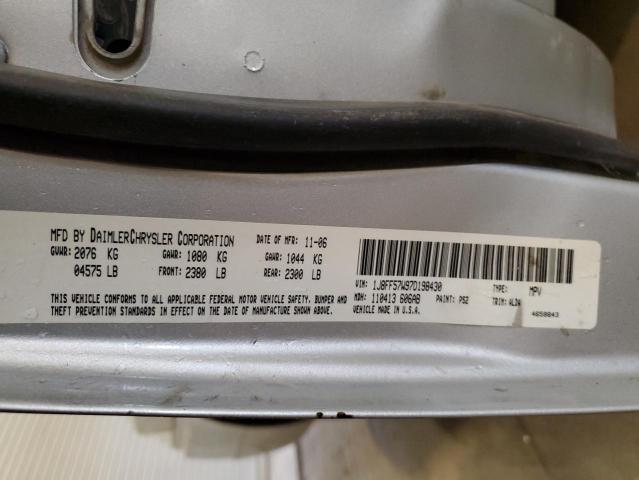 MFD BY DAIMLERCHRYSLER CORPORATION DATE OF MFR: 11-06
GVWR: 2076 KG GAWR: 1080 KG GAWR: 1044 KG
04575 LB FRONT: 2380 LB REAR: 2300 LB
THIS VEHICLE CONFORMS TO ALL APPLICABLE FEDERAL MOTOR VEHICLE SAFETY, BUMPER AND
THEFT PREVENTION STANDARDS IN EFFECT ON THE DATE OF MANUFACTURE SHOWN ABOVE.
VIN: 1J8FF57W97D198430 TYPE: MPV
MDH: 110413 606AB PAINT: PS2 TRIM: ALDA
VEHICLE MADE IN U.S.A. 4658843